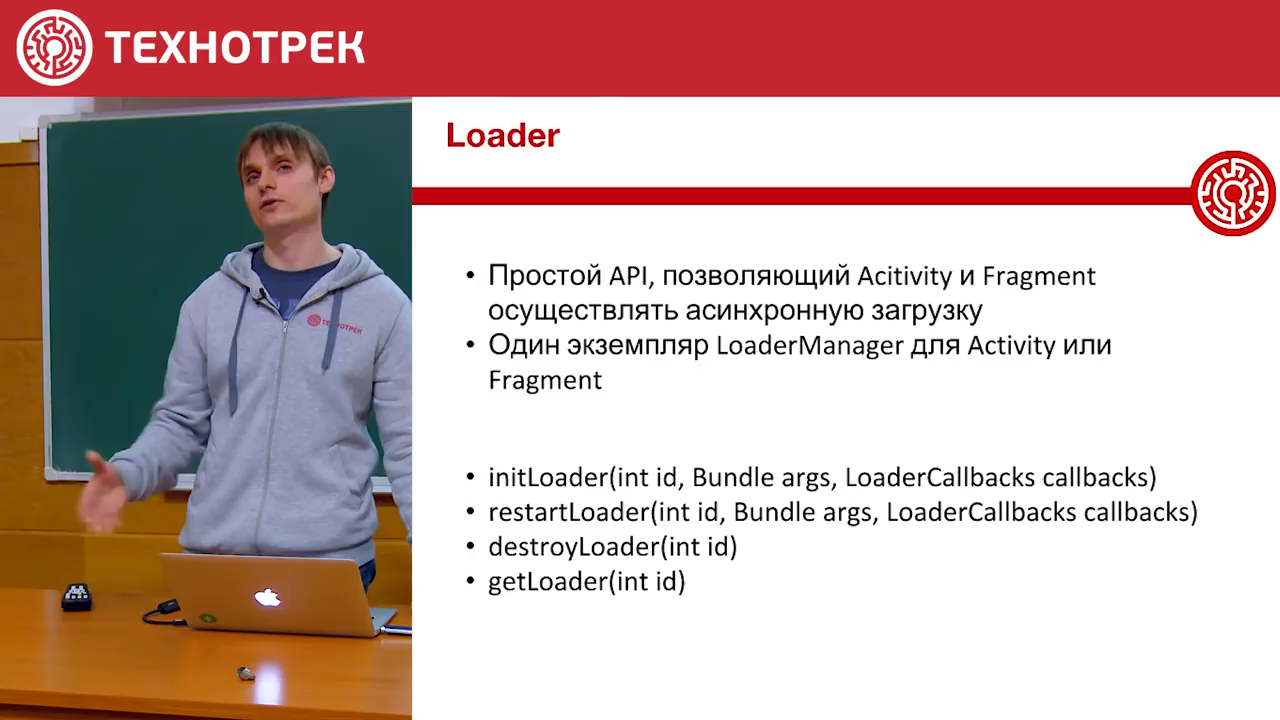 ТЕХНОТРЕК
Loader
• Простой API, позволяющий Acitivity и Fragment
осуществлять асинхронную загрузку
• Один экземпляр LoaderManager для Activity или
Fragment
• initLoader(int id, Bundle args, LoaderCallbacks callbacks)
• restartLoader(int id, Bundle args, LoaderCallbacks callbacks)
• destroyLoader(int id)
• getLoader(int id)
ТЕХНОТРЕК